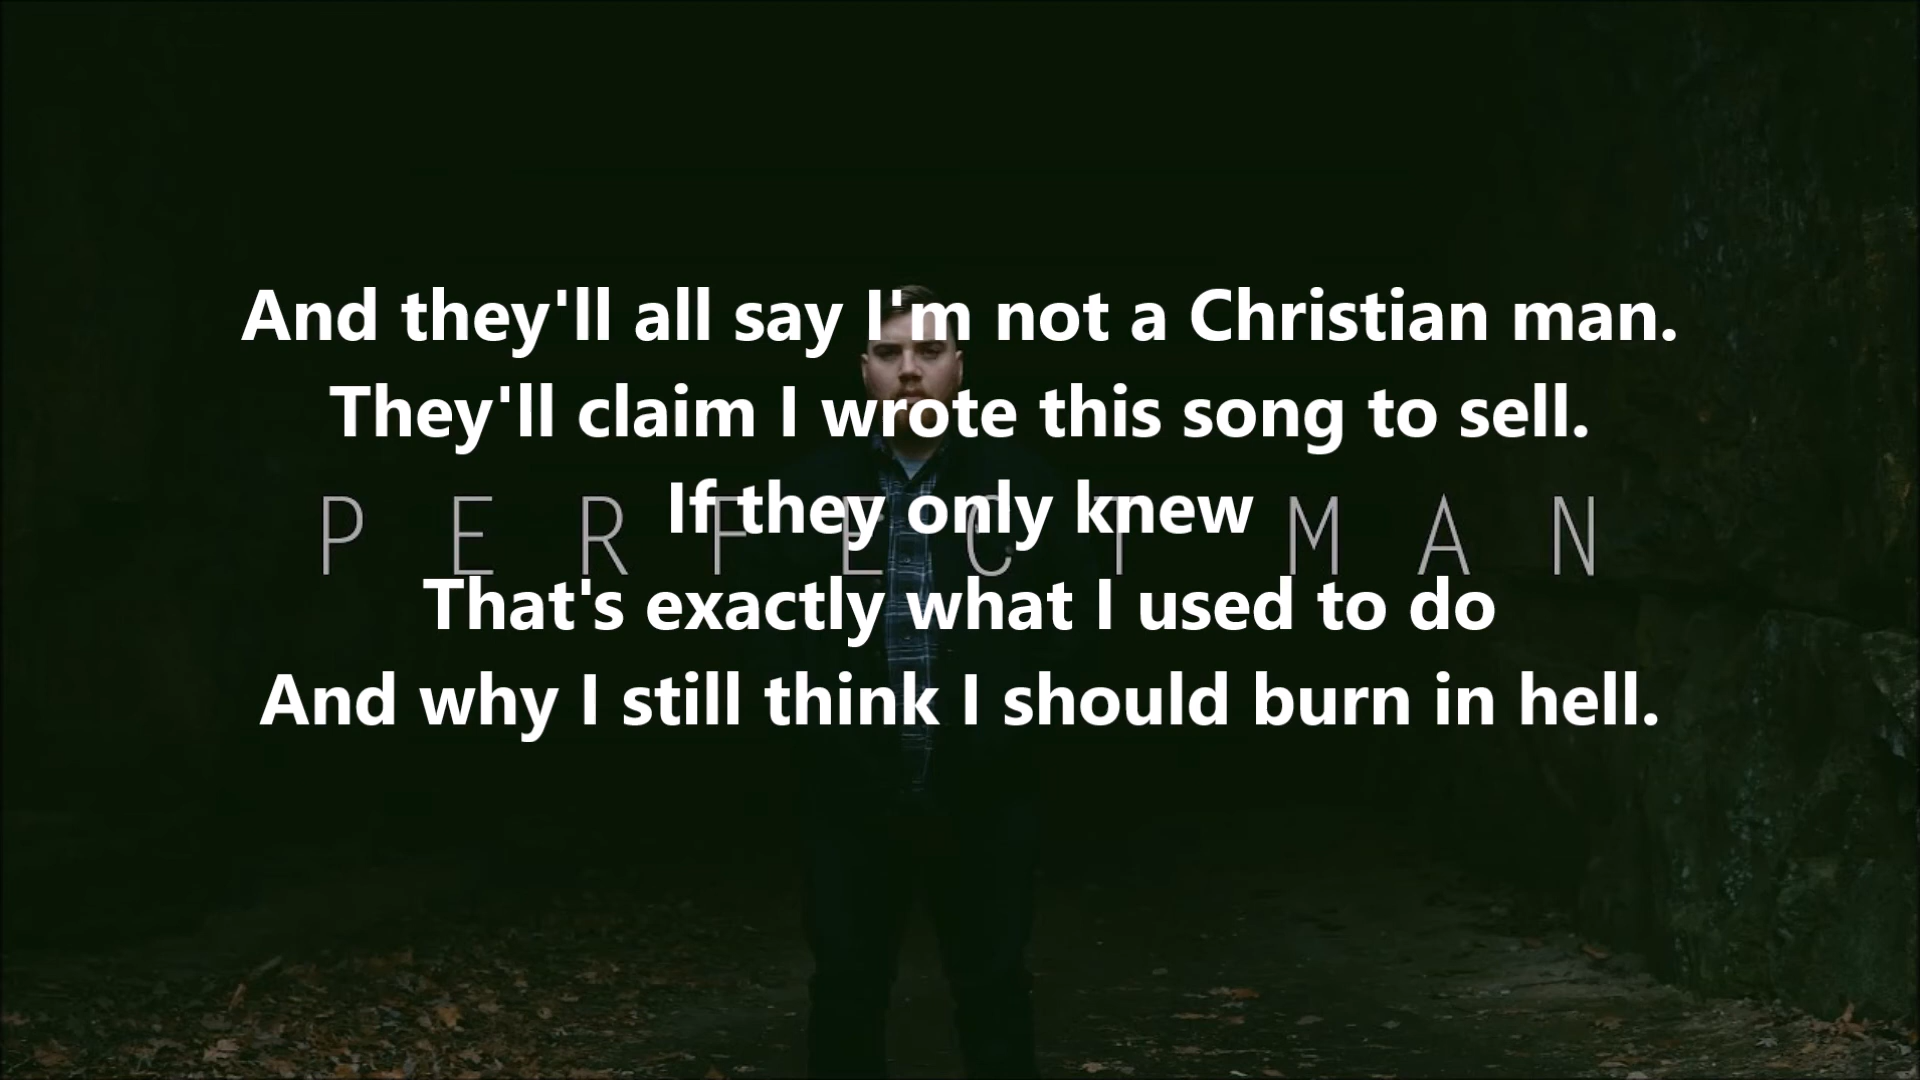 And they'll all say I'm not a Christian man.
They'll claim I wrote this song to sell.
If they only knew
PERFECT MAN
That's exactly what I used to do
And why I still think I should burn in hell.